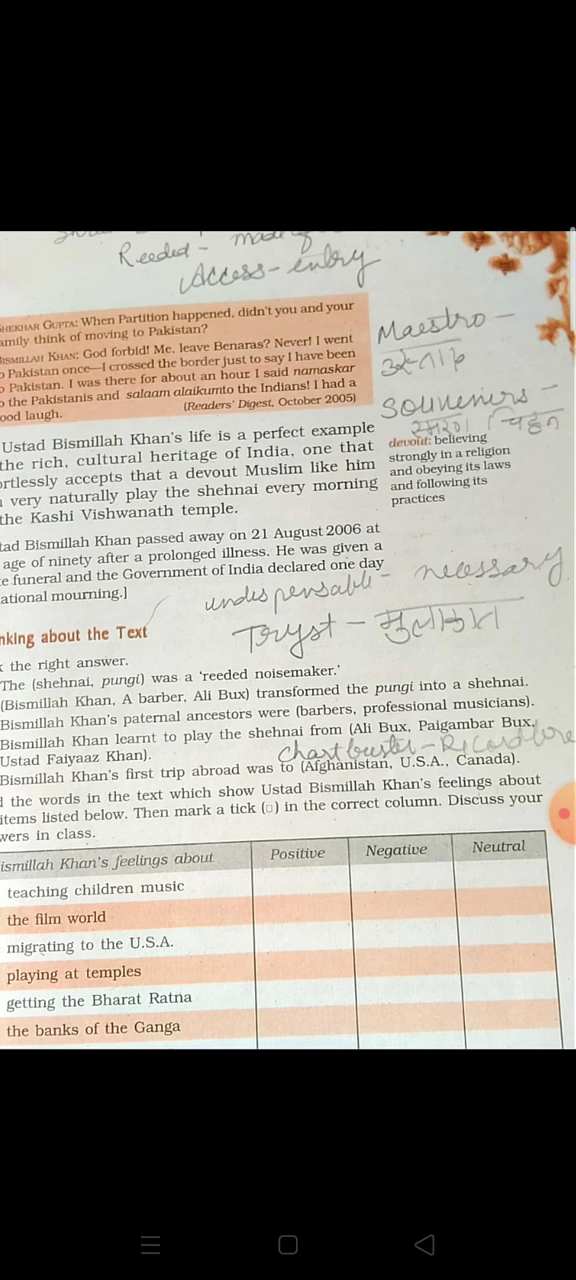 Reeded - made of
Access - entry
SHEKHAR GUPTA: When Partition happened, didn't you and your
amily think of moving to Pakistan?
BISMILLAH KHAN: God forbid! Me, leave Benaras? Never! I went
o Pakistan once—I crossed the border just to say I have been
o Pakistan. I was there for about an hour. I said namaskar
o the Pakistanis and salaam alaikumto the Indians! I had a
ood laugh. (Readers' Digest, October 2005)
Maestro -
उस्ताद
Souveniers -
devout: believing
strongly in a religion
and obeying its laws
and following its
practices
Ustad Bismillah Khan's life is a perfect example
the rich, cultural heritage of India, one that
ortlessly accepts that a devout Muslim like him
n very naturally play the shehnai every morning
the Kashi Vishwanath temple.
tad Bismillah Khan passed away on 21 August 2006 at
age of ninety after a prolonged illness. He was given a
e funeral and the Government of India declared one day
ational mourning.]
undispensable - necessary
Tryst -
nking about the Text
k the right answer.
The (shehnai, pungi) was a 'reeded noisemaker.'
(Bismillah Khan, A barber, Ali Bux) transformed the pungi into a shehnai.
Bismillah Khan's paternal ancestors were (barbers, professional musicians).
Bismillah Khan learnt to play the shehnai from (Ali Bux, Paigambar Bux,
Ustad Faiyaaz Khan).
Chart buster -
Bismillah Khan's first trip abroad was to (Afghanistan, U.S.A., Canada).
d the words in the text which show Ustad Bismillah Khan's feelings about
items listed below. Then mark a tick (□) in the correct column. Discuss your
wers in class.
ismillah Khan's feelings about Positive Negative Neutral
teaching children music
the film world
migrating to the U.S.A.
playing at temples
getting the Bharat Ratna
the banks of the Ganga